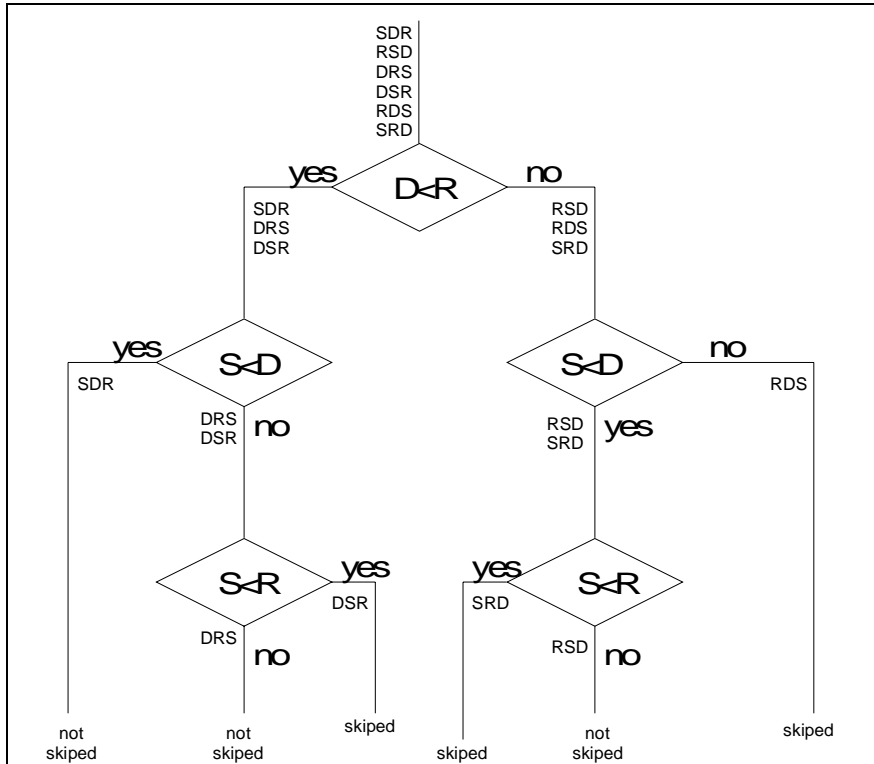 SDR
RSD
DRS
DSR
RDS
SRD
yes
D<R
no
SDR
DRS
DSR
RSD
RDS
SRD
yes
S<D
S<D
no
SDR
DRS
DSR
no
RSD
SRD
yes
RDS
S<R
yes
DSR
yes
SRD
S<R
DRS
no
RSD
no
not
skiped
not
skiped
skiped
skiped
not
skiped
skiped